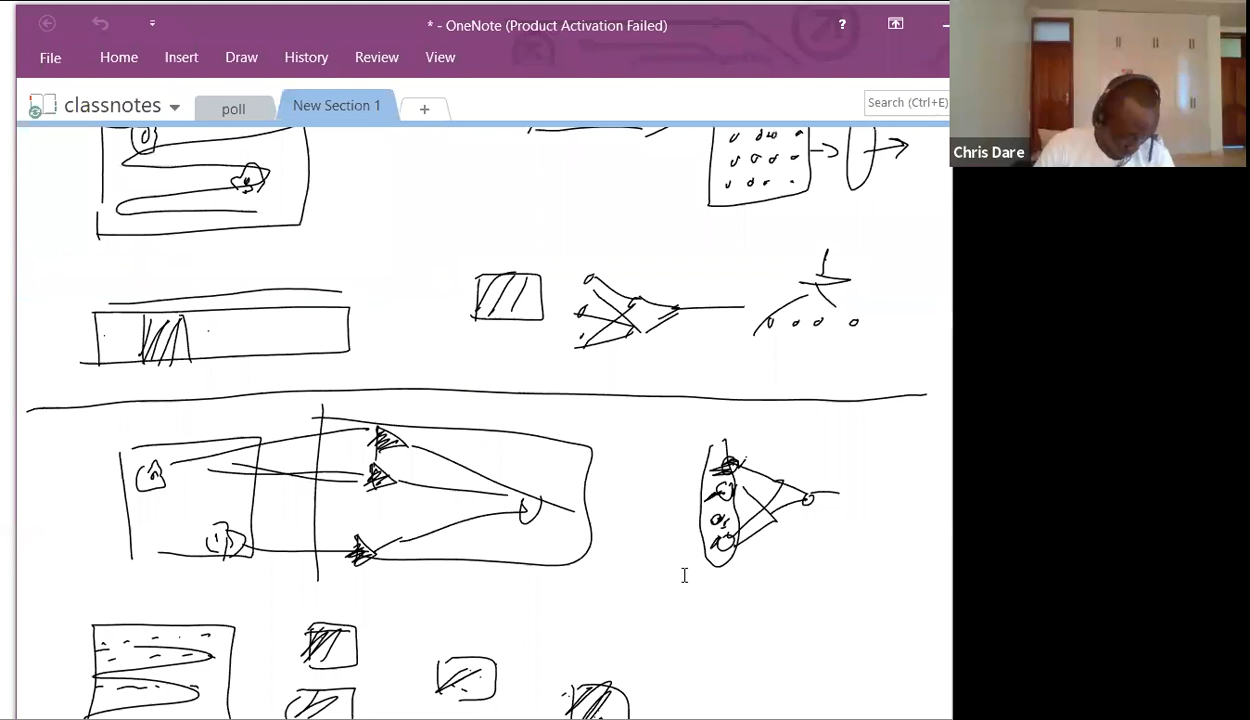 * - OneNote (Product Activation Failed)
?
File Home Insert Draw History Review View
classnotes poll New Section 1 +
Search (Ctrl+E)
Chris Dare